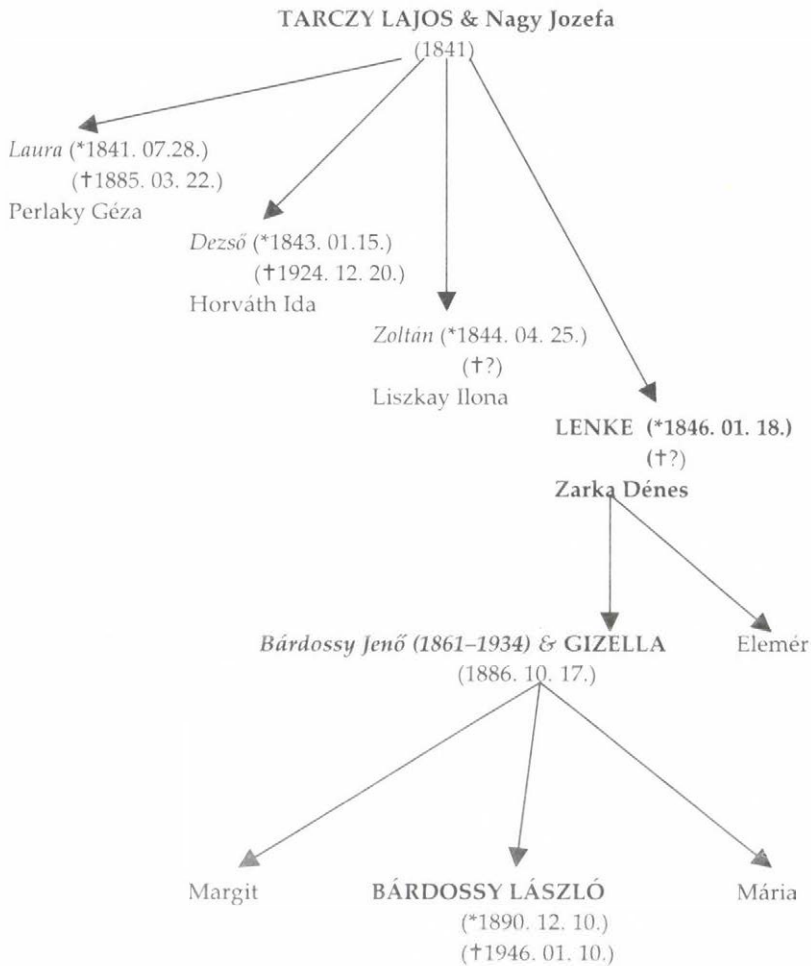 TARCZY LAJOS & Nagy Jozefa
(1841)
Laura (*1841. 07.28.)
(†1885. 03. 22.)
Perlaky Géza
Dezső (*1843. 01.15.)
(†1924. 12. 20.)
Horváth Ida
Zoltán (*1844. 04. 25.)
(†?)
Liszkay Ilona
LENKE (*1846. 01. 18.)
(†?)
Zarka Dénes
Bárdossy Jenő (1861–1934) & GIZELLA
Elemér
(1886. 10. 17.)
Margit
BÁRDOSSY LÁSZLÓ
Mária
(*1890. 12. 10.)
(†1946. 01. 10.)